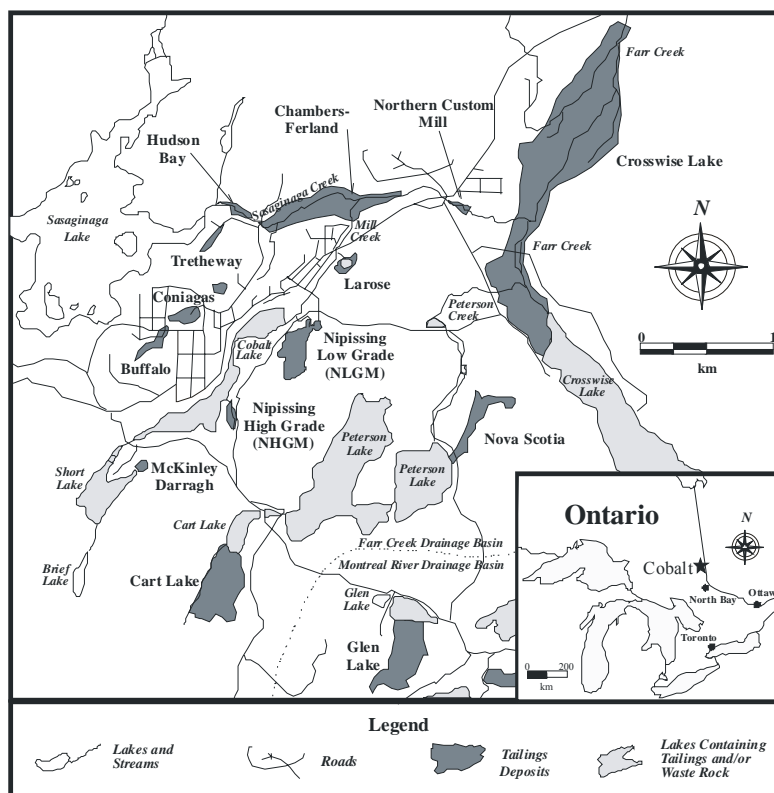 Farr Creek
Chambers-
Ferland
Northern Custom
Mill
Hudson
Bay
Crosswise Lake
Sasaginaga Creek
Sasaginaga
Lake
Mill
Creek
Farr Creek
N
Tretheway
Larose
Coniagas
Peterson
Creek
0 1
km
Buffalo
Cobalt
Lake
Nipissing
Low Grade
(NLGM)
Crosswise
Lake
Nipissing
High Grade
(NHGM)
Peterson
Lake
Nova Scotia
Peterson
Lake
Short
Lake
McKinley
Darragh
Cart Lake
Brief
Lake
Cart Lake
Farr Creek Drainage Basin
Montreal River Drainage Basin
Glen
Lake
Glen
Lake
Ontario
N
Cobalt
North Bay
Ottaw
Toronto
0 200
km
Legend
Lakes and
Streams
Roads
Tailings
Deposits
Lakes Containing
Tailings and/or
Waste Rock